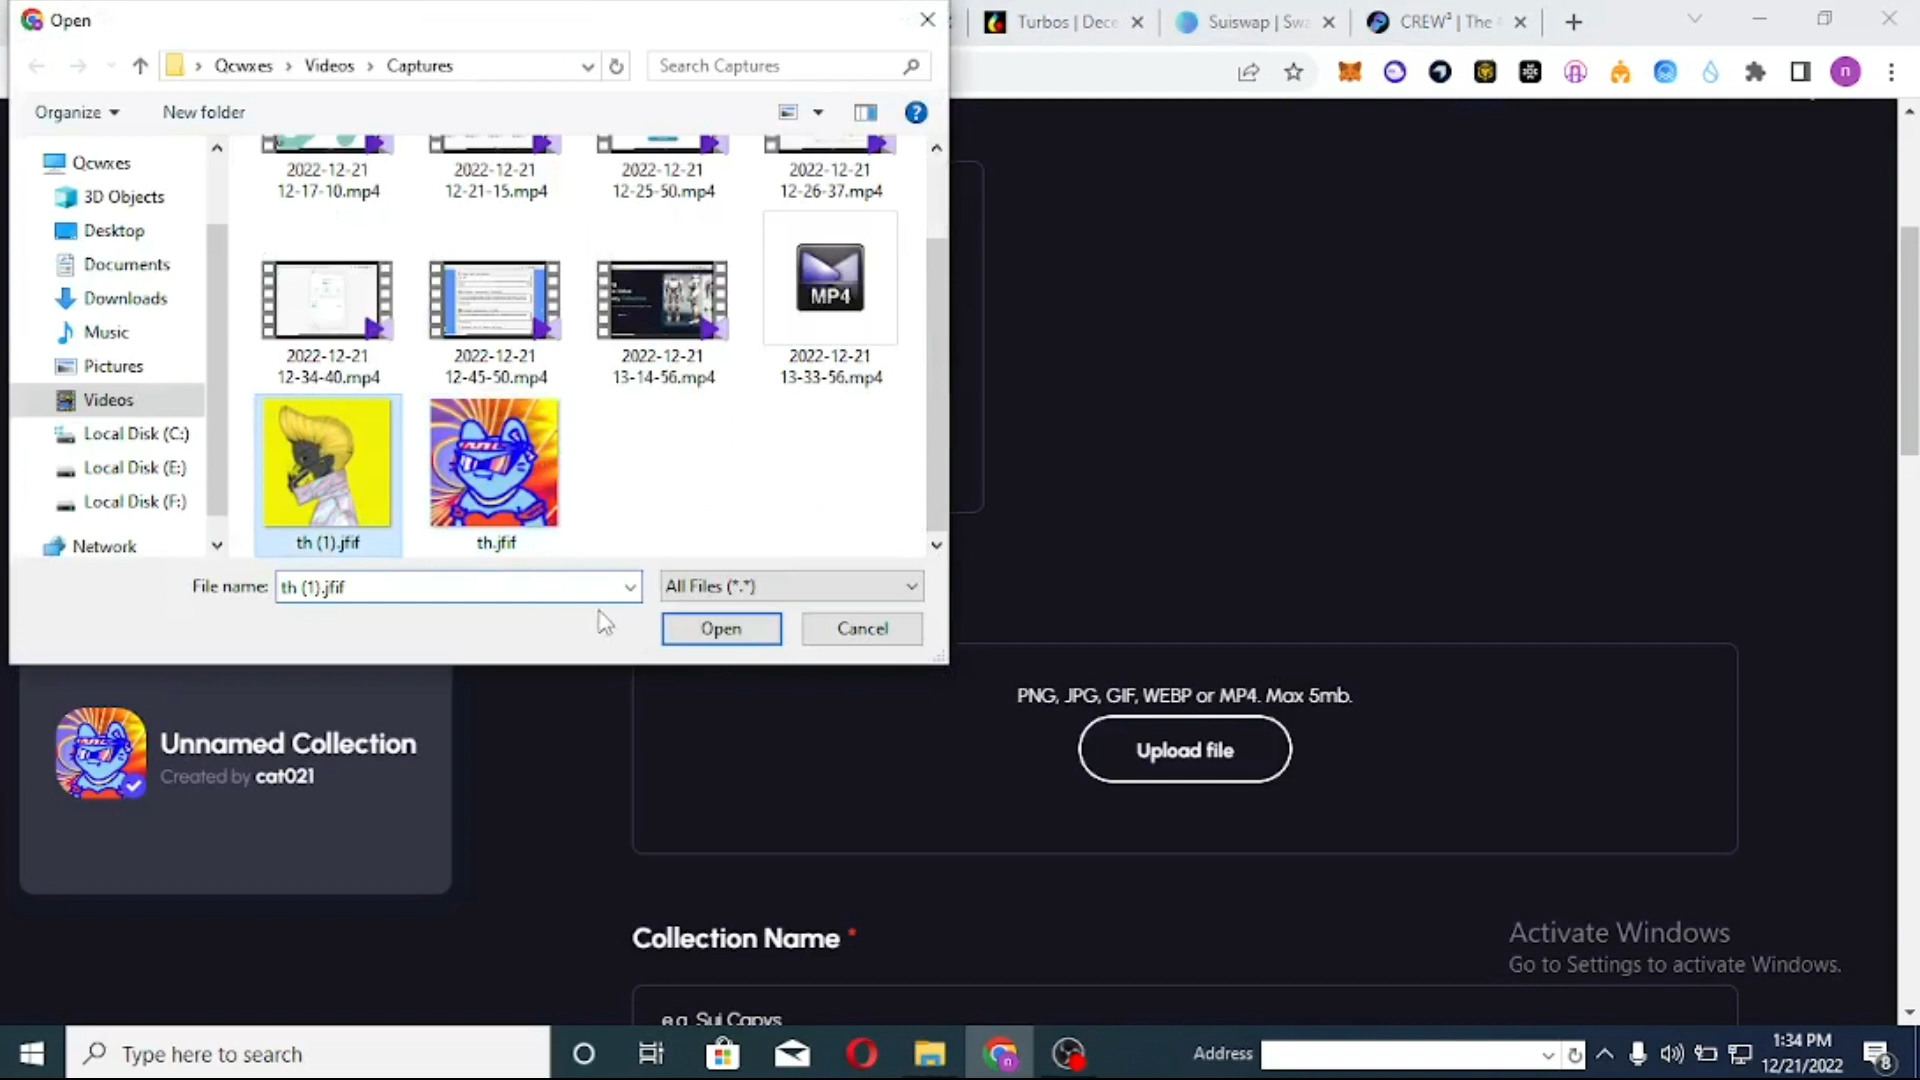 Open
Turbos | Dece
Suiswap | Swa
CREW³ | The
Qcwxes > Videos > Captures
Search Captures
n
Organize
New folder
Qcwxes
3D Objects
Desktop
Documents
Downloads
Music
Pictures
Videos
Local Disk (C:)
Local Disk (E:)
Local Disk (F:)
Network
2022-12-21
12-17-10.mp4
2022-12-21
12-21-15.mp4
2022-12-21
12-25-50.mp4
2022-12-21
12-26-37.mp4
MP4
2022-12-21
12-34-40.mp4
2022-12-21
12-45-50.mp4
2022-12-21
13-14-56.mp4
2022-12-21
13-33-56.mp4
th (1).jfif
th.jfif
File name: th (1).jfif
All Files (*.*)
Open
Cancel
PNG, JPG, GIF, WEBP or MP4. Max 5mb.
Upload file
Unnamed Collection
Created by cat021
Collection Name *
e.g. Sui Capys
Activate Windows
Go to Settings to activate Windows.
Type here to search
Address
1:34 PM
12/21/2022
8